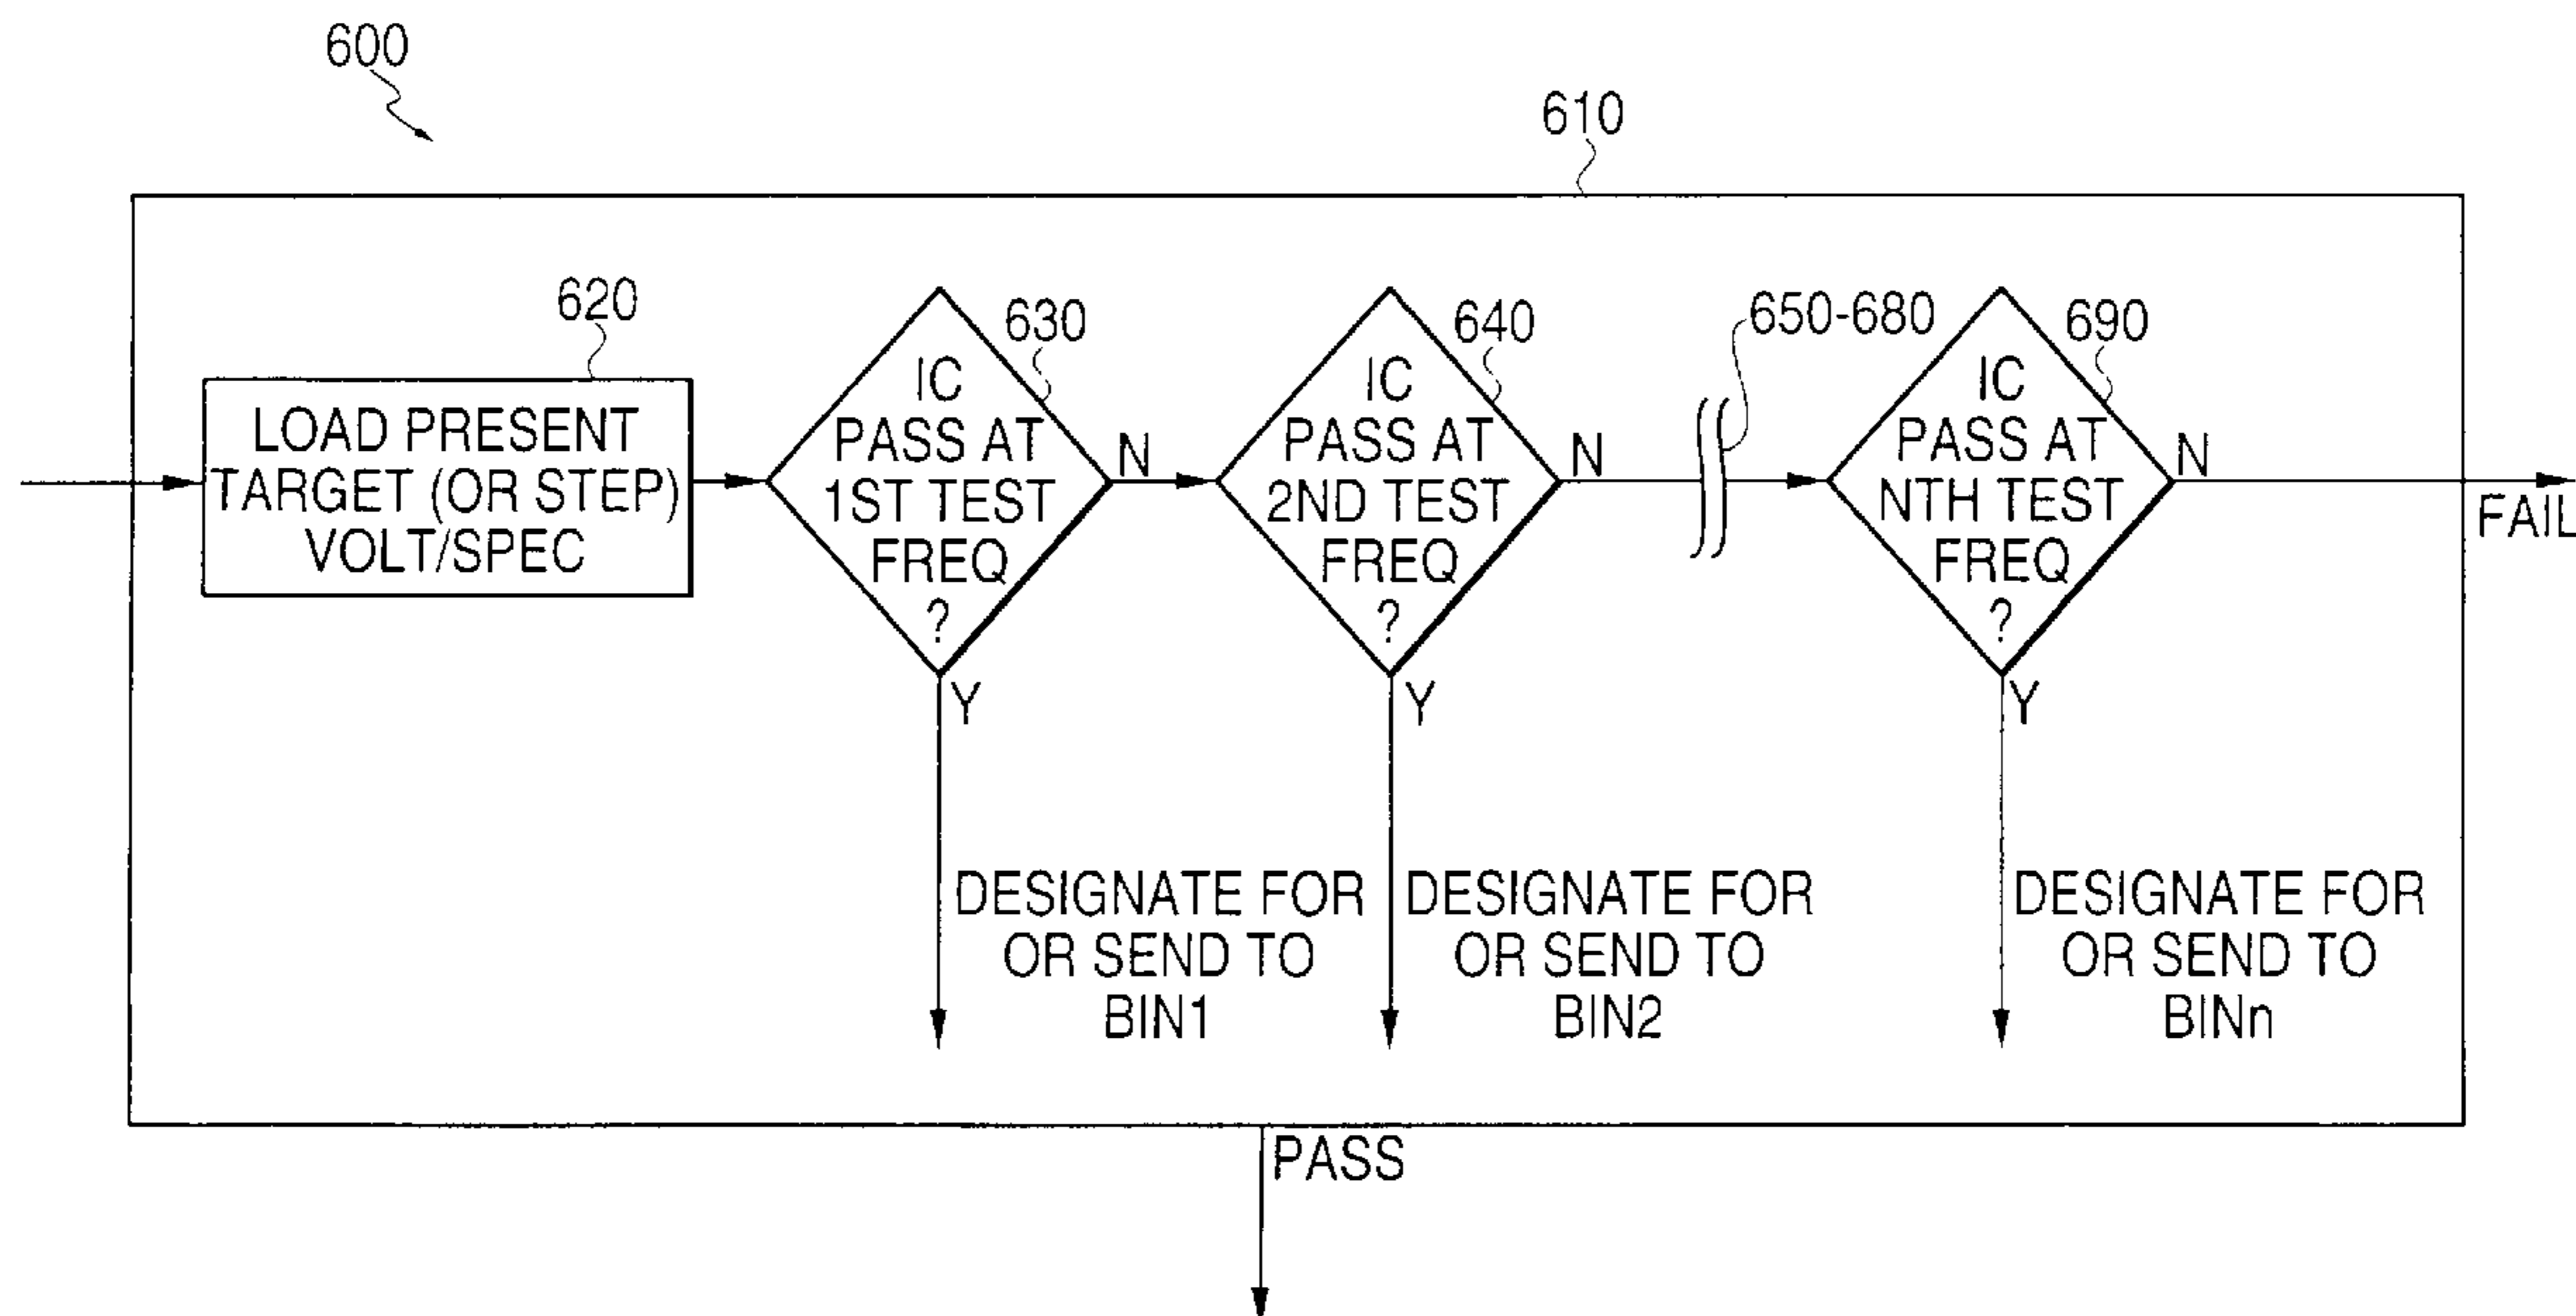 600
610
620
LOAD PRESENT
TARGET (OR STEP)
VOLT/SPEC
630
IC
PASS AT
1ST TEST
FREQ
?
N
Y
DESIGNATE FOR
OR SEND TO
BIN1
640
IC
PASS AT
2ND TEST
FREQ
?
N
Y
DESIGNATE FOR
OR SEND TO
BIN2
650-680
690
IC
PASS AT
NTH TEST
FREQ
?
N
Y
DESIGNATE FOR
OR SEND TO
BINn
FAIL
PASS